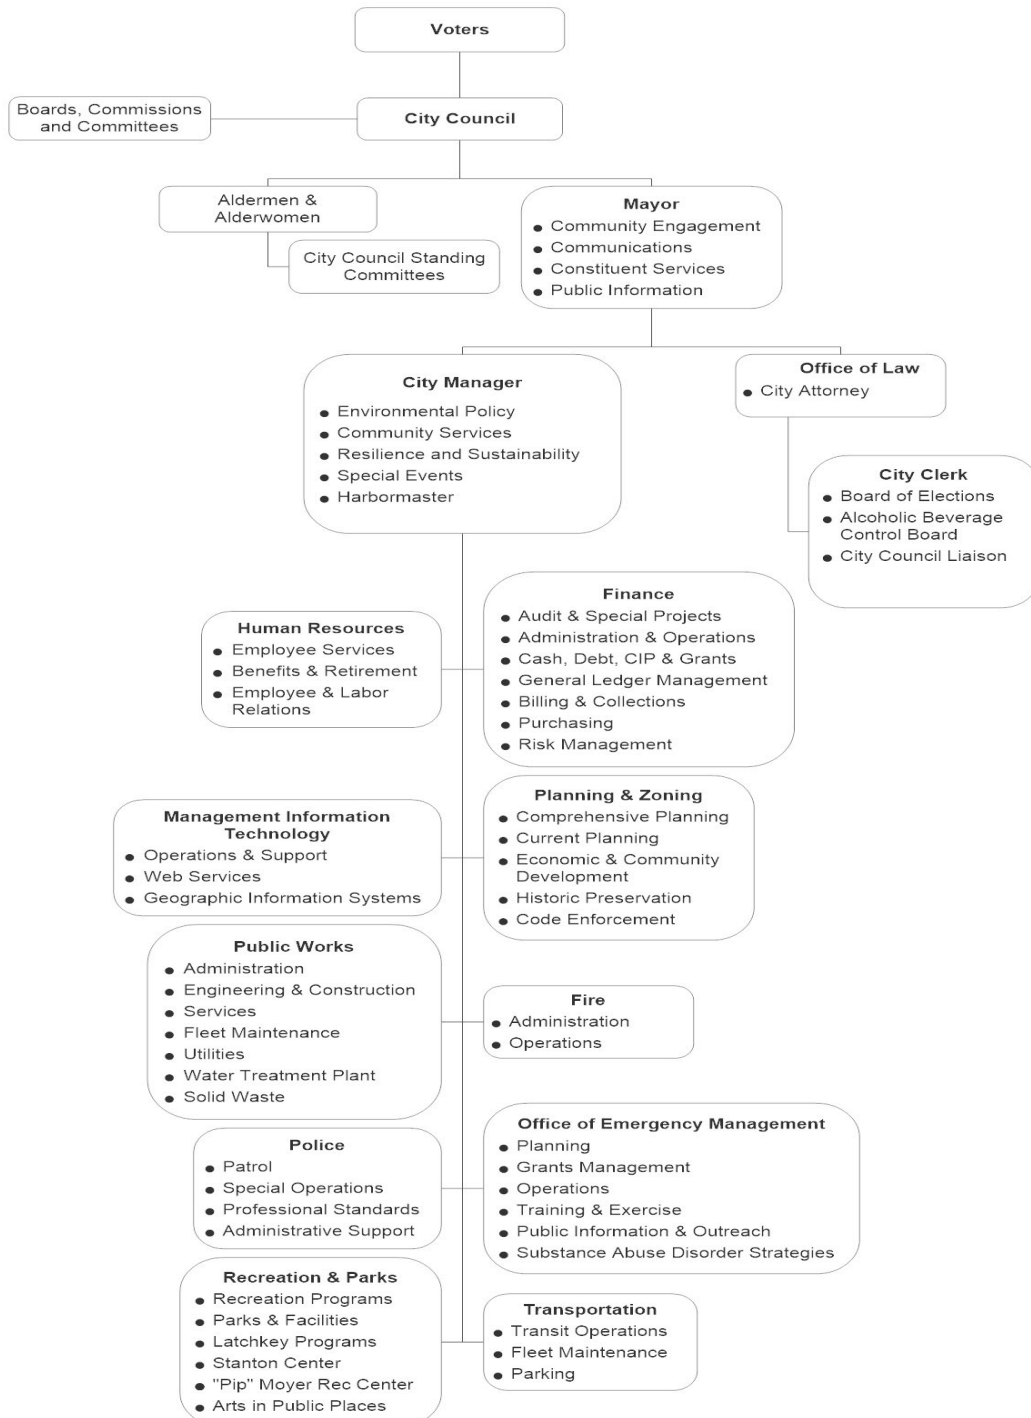 Voters
Boards, Commissions
and Committees
City Council
Aldermen &
Alderwomen
City Council Standing
Committees
Mayor
• Community Engagement
• Communications
• Constituent Services
• Public Information
City Manager
• Environmental Policy
• Community Services
• Resilience and Sustainability
• Special Events
• Harbormaster
Office of Law
• City Attorney
City Clerk
• Board of Elections
• Alcoholic Beverage
Control Board
• City Council Liaison
Human Resources
• Employee Services
• Benefits & Retirement
• Employee & Labor
Relations
Finance
• Audit & Special Projects
• Administration & Operations
• Cash, Debt, CIP & Grants
• General Ledger Management
• Billing & Collections
• Purchasing
• Risk Management
Management Information
Technology
• Operations & Support
• Web Services
• Geographic Information Systems
Planning & Zoning
• Comprehensive Planning
• Current Planning
• Economic & Community
Development
• Historic Preservation
• Code Enforcement
Public Works
• Administration
• Engineering & Construction
• Services
• Fleet Maintenance
• Utilities
• Water Treatment Plant
• Solid Waste
Fire
• Administration
• Operations
Police
• Patrol
• Special Operations
• Professional Standards
• Administrative Support
Office of Emergency Management
• Planning
• Grants Management
• Operations
• Training & Exercise
• Public Information & Outreach
• Substance Abuse Disorder Strategies
Recreation & Parks
• Recreation Programs
• Parks & Facilities
• Latchkey Programs
• Stanton Center
• "Pip" Moyer Rec Center
• Arts in Public Places
Transportation
• Transit Operations
• Fleet Maintenance
• Parking